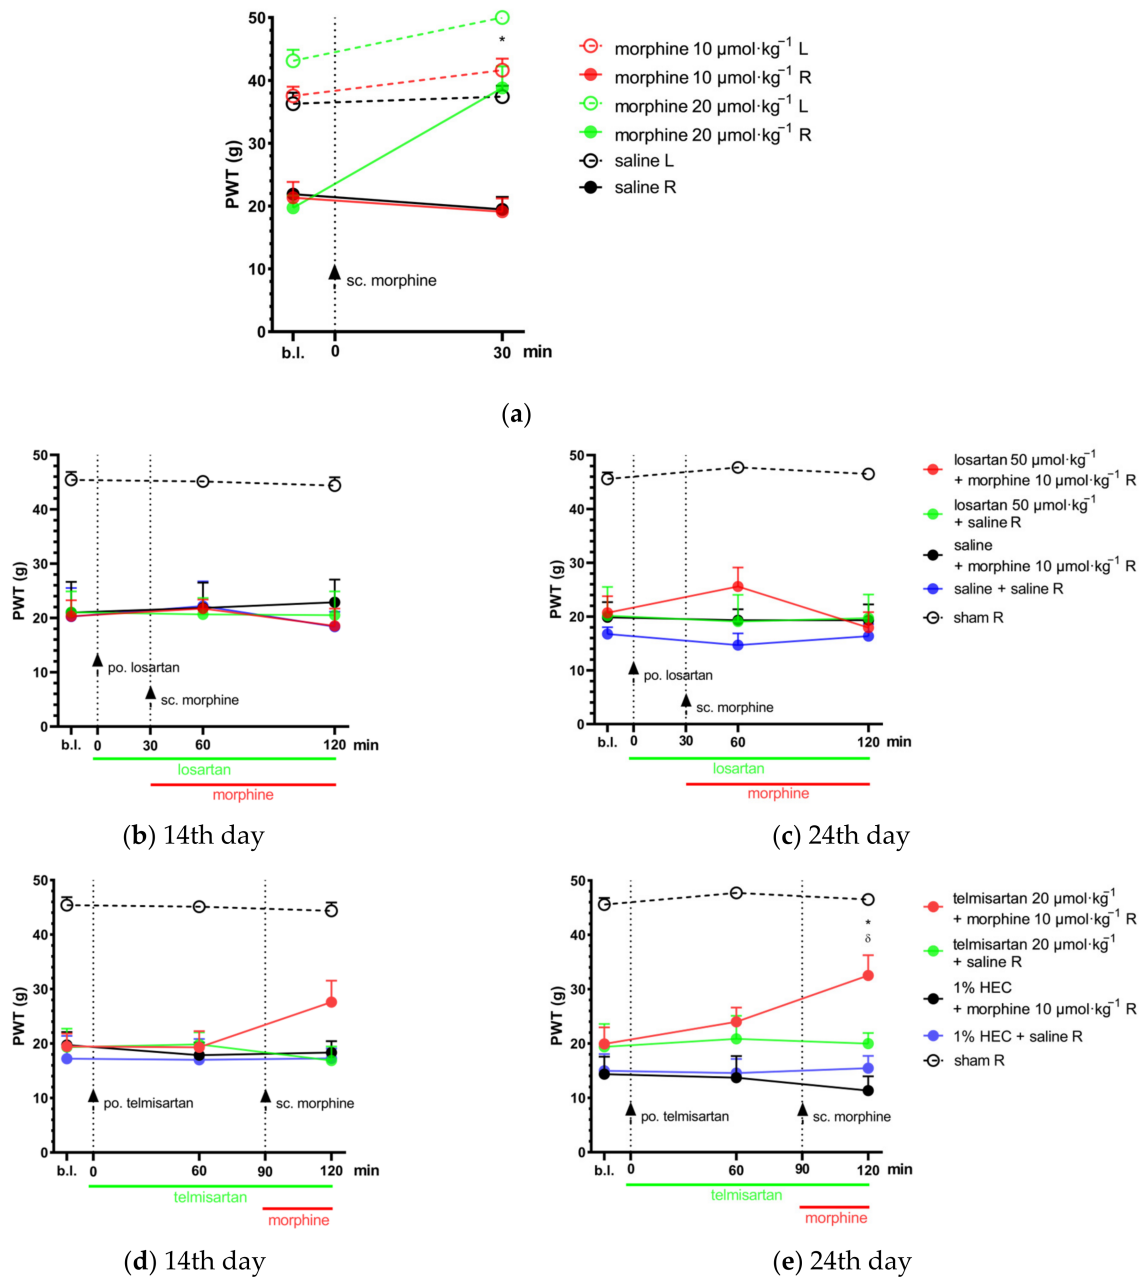 50
40
30
20
10
0
PWT (g)
*
sc. morphine
b.l.
0
30
min
morphine 10 µmol·kg⁻¹ L
morphine 10 µmol·kg⁻¹ R
morphine 20 µmol·kg⁻¹ L
morphine 20 µmol·kg⁻¹ R
saline L
saline R
(a)
50
40
30
20
10
0
PWT (g)
po. losartan
sc. morphine
b.l.
0
30
60
120
min
losartan
morphine
(b) 14th day
50
40
30
20
10
0
PWT (g)
po. losartan
sc. morphine
b.l.
0
30
60
120
min
losartan
morphine
losartan 50 µmol·kg⁻¹
+ morphine 10 µmol·kg⁻¹ R
losartan 50 µmol·kg⁻¹
+ saline R
saline
+ morphine 10 µmol·kg⁻¹ R
saline + saline R
sham R
(c) 24th day
50
40
30
20
10
0
PWT (g)
po. telmisartan
sc. morphine
b.l.
0
60
90
120
min
telmisartan
morphine
(d) 14th day
50
40
30
20
10
0
PWT (g)
*
δ
po. telmisartan
sc. morphine
b.l.
0
60
90
120
min
telmisartan
morphine
telmisartan 20 µmol·kg⁻¹
+ morphine 10 µmol·kg⁻¹ R
telmisartan 20 µmol·kg⁻¹
+ saline R
1% HEC
+ morphine 10 µmol·kg⁻¹ R
1% HEC + saline R
sham R
(e) 24th day